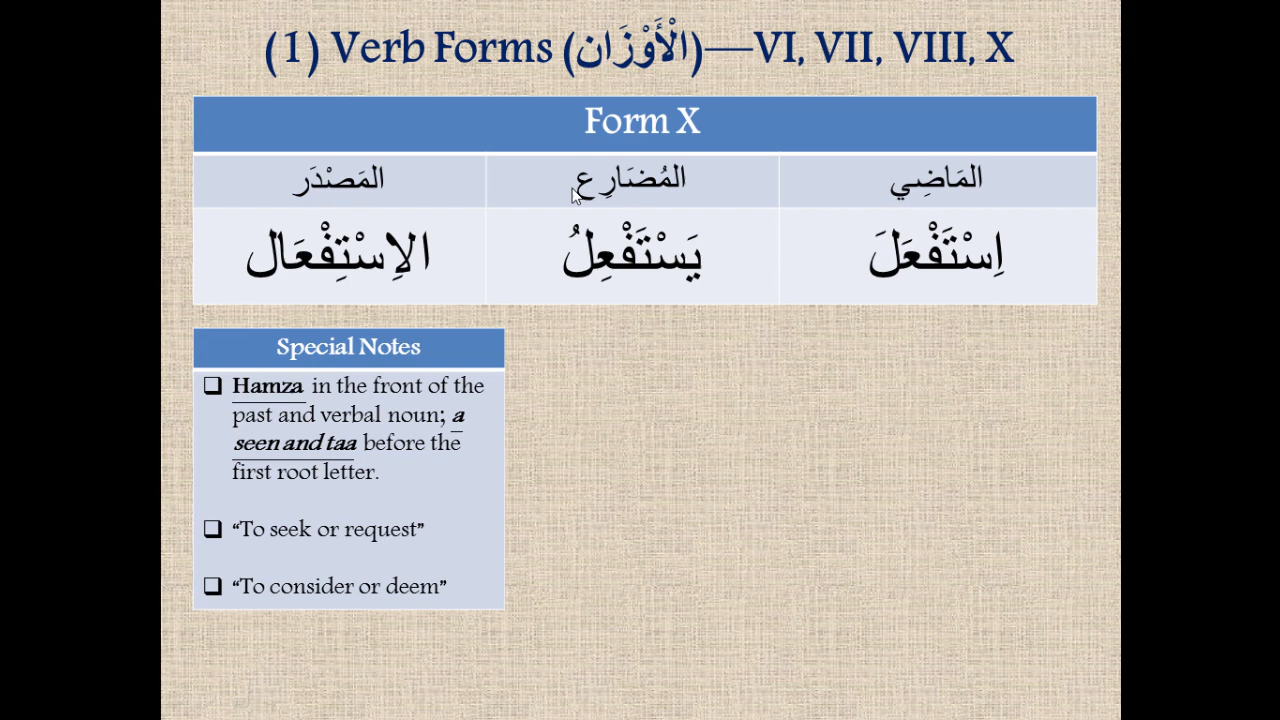 (1) Verb Forms (الْأَوْزَان)—VI, VII, VIII, X
Form X
المَاضِي المُضَارِع المَصْدَر
اِسْتَفْعَلَ يَسْتَفْعِلُ الاِسْتِفْعَال
Special Notes
❑ Hamza in the front of the
past and verbal noun; a
seen and taa before the
first root letter.
❑ “To seek or request”
❑ “To consider or deem”